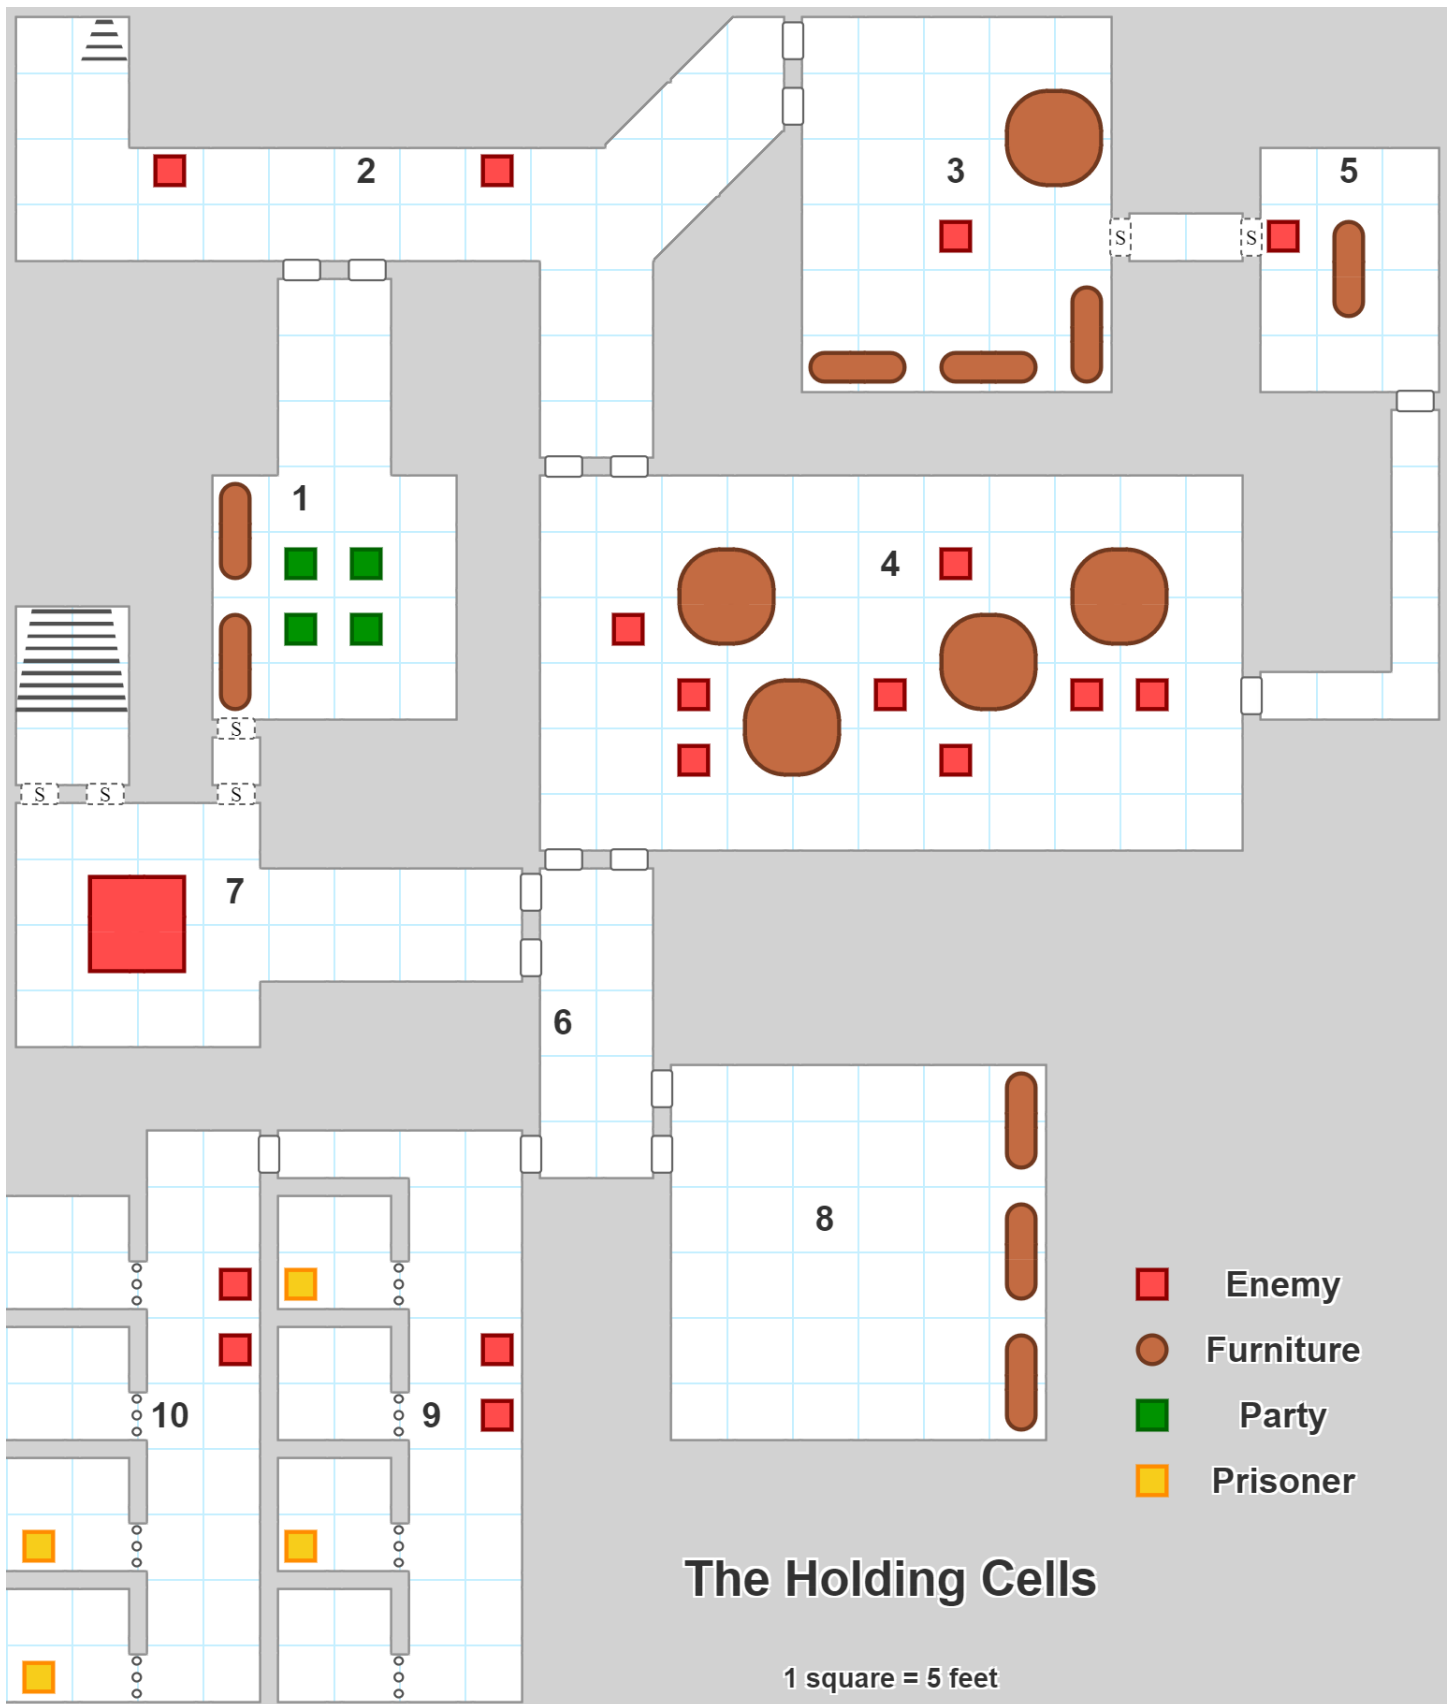 2
3
5
S
S
1
4
S
S
S
S
7
6
8
10
9
Enemy
Furniture
Party
Prisoner
The Holding Cells
1 square = 5 feet